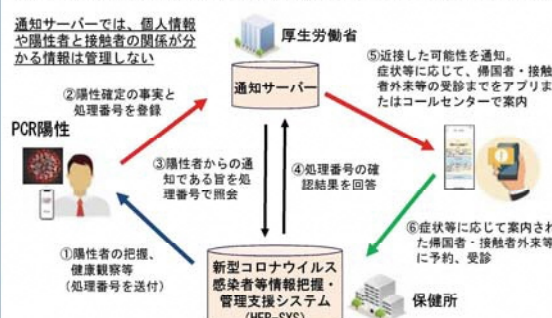 通知サーバーでは、個人情報
や陽性者と接触者の関係が分
かる情報は管理しない
厚生労働省
⑤近接した可能性を通知。
症状等に応じて、帰国者・接触
者外来等の受診までをアプリま
たはコールセンターで案内
②陽性確定の事実と
処理番号を登録
通知サーバー
PCR陽性
③陽性者からの通
知である旨を処
理番号で照会
④処理番号の確
認結果を回答
①陽性者の把握、
健康観察等
（処理番号を送付）
⑥症状等に応じて案内され
た帰国者・接触者外来等
に予約、受診
新型コロナウイルス
感染者等情報把握・
管理支援システム
(HER-SYS)
保健所